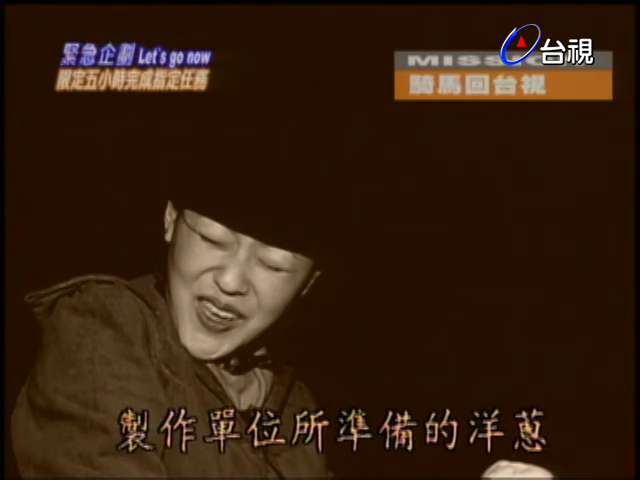 緊急企劃 Let's go now
限定五小時完成指定任務
台視
騎馬回台視
製作單位所準備的洋蔥